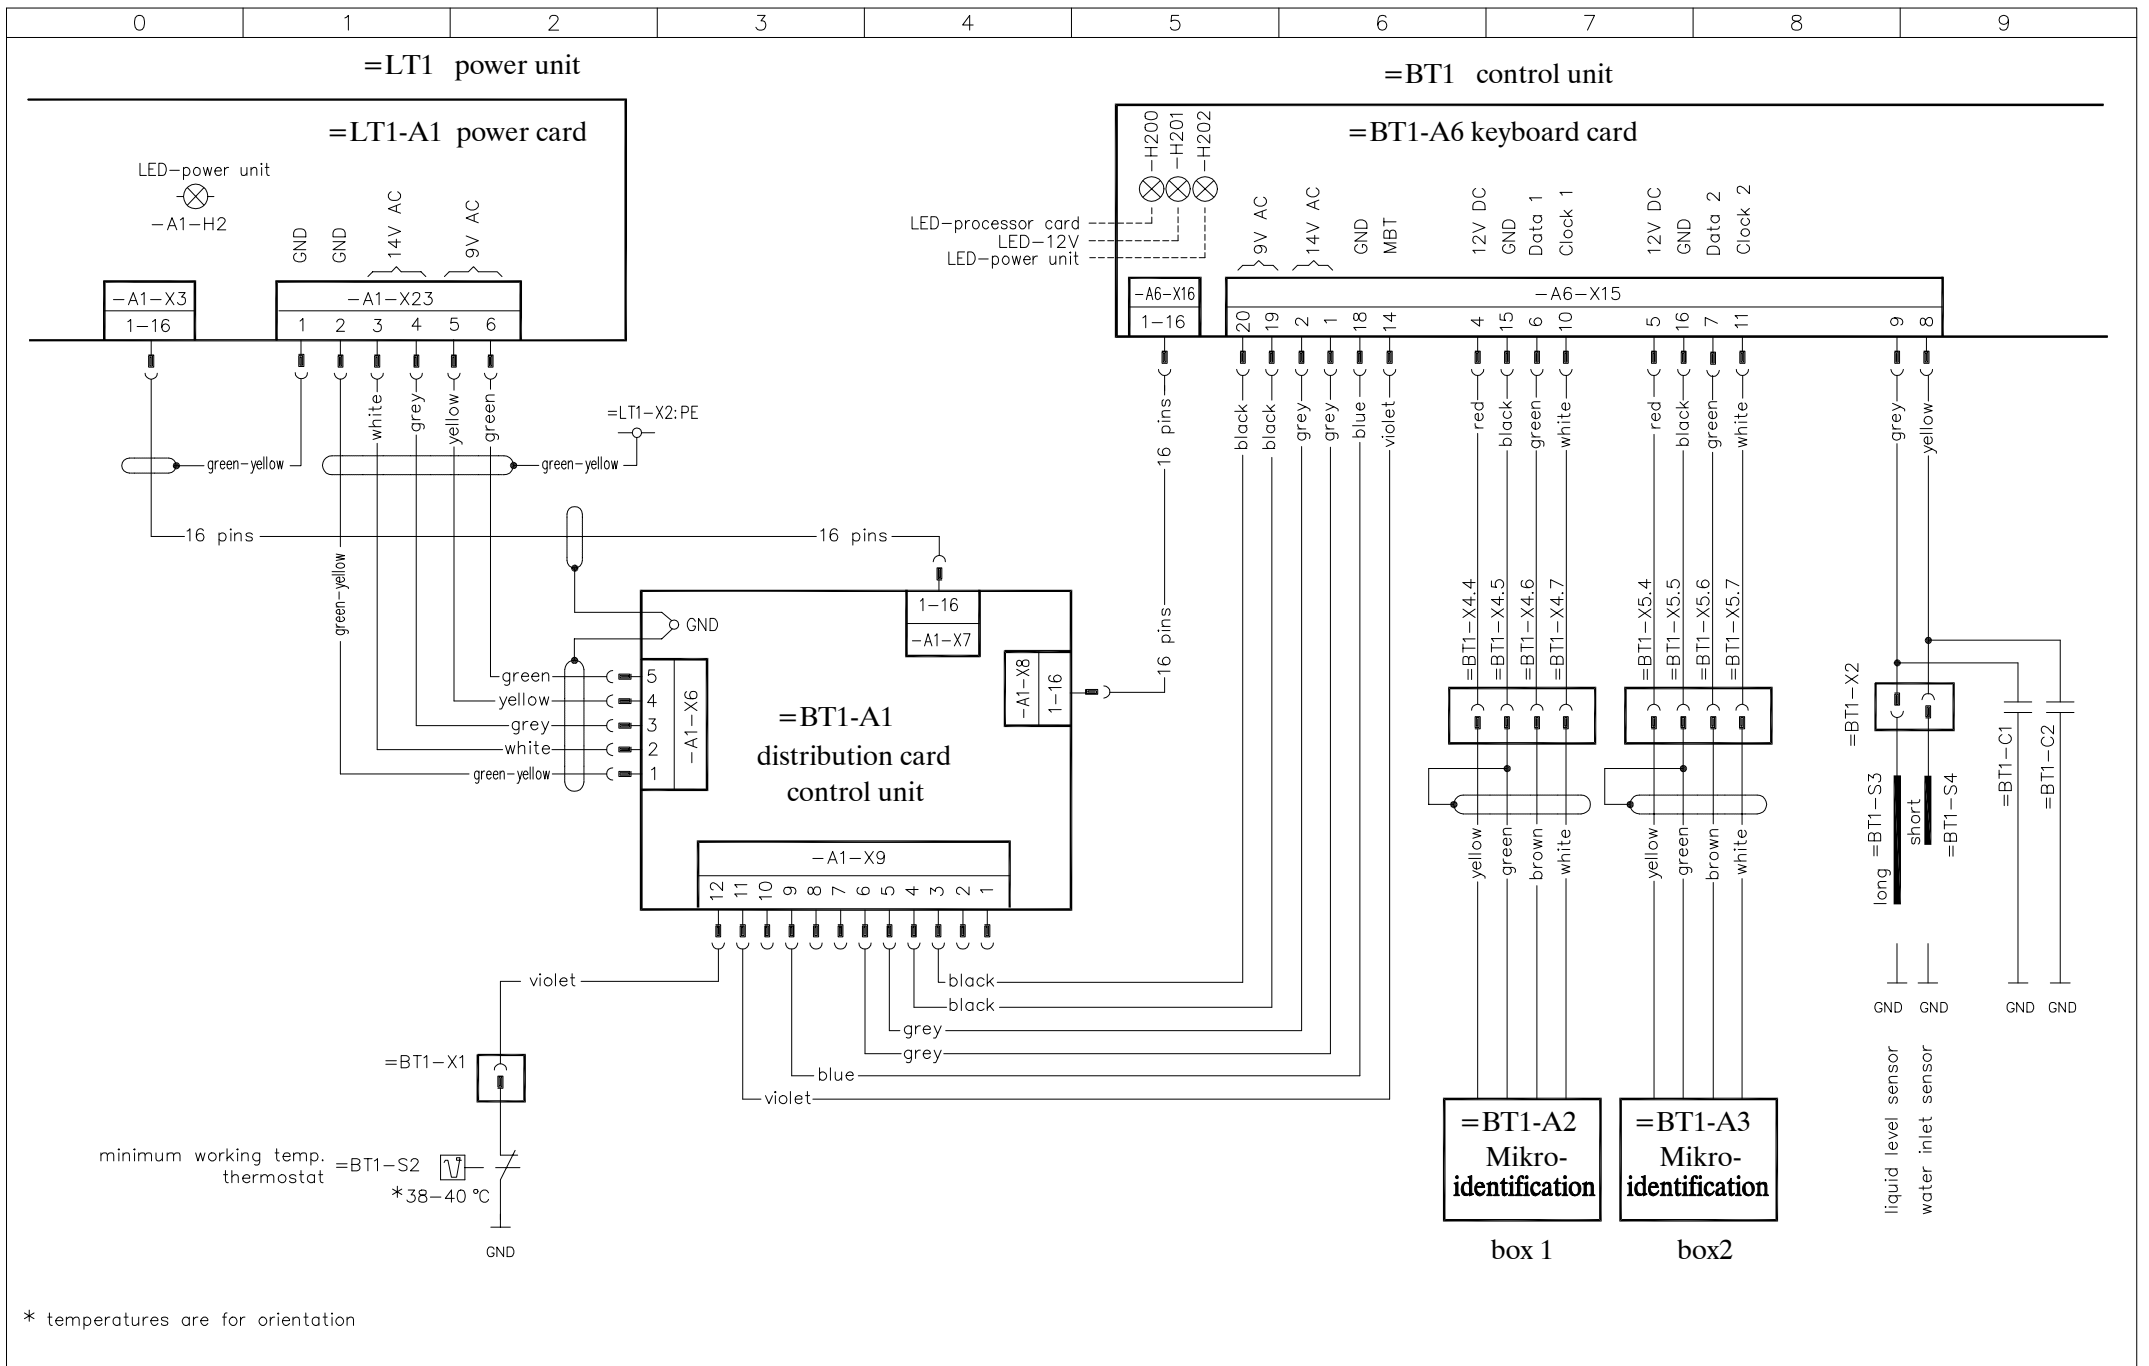 0 1 2 3 4 5 6 7 8 9
=LT1 power unit
=LT1-A1 power card
LED-power unit
-A1-H2
GND
GND
14V AC
9V AC
-A1-X3
1-16
-A1-X23
1 2 3 4 5 6
white
grey
yellow
green
=LT1-X2:PE
green-yellow
green-yellow
16 pins
16 pins
green-yellow
=BT1 control unit
=BT1-A6 keyboard card
-H200
-H201
-H202
LED-processor card
LED-12V
LED-power unit
9V AC
14V AC
GND
MBT
12V DC
GND
Data 1
Clock 1
12V DC
GND
Data 2
Clock 2
-A6-X16
1-16
-A6-X15
20 19 2 1 18 14 4 15 6 10 5 16 7 11 9 8
16 pins
black
black
grey
grey
blue
violet
red
black
green
white
red
black
green
white
grey
yellow
1-16
-A1-X7
GND
-A1-X8
1-16
16 pins
green
yellow
grey
white
green-yellow
5
4
3
2
1
-A1-X6
=BT1-A1
distribution card
control unit
-A1-X9
12 11 10 9 8 7 6 5 4 3 2 1
violet
black
black
grey
grey
blue
violet
=BT1-X1
minimum working temp.
thermostat
=BT1-S2
*38-40 °C
GND
=BT1-X4.4
=BT1-X4.5
=BT1-X4.6
=BT1-X4.7
=BT1-X5.4
=BT1-X5.5
=BT1-X5.6
=BT1-X5.7
yellow
green
brown
white
yellow
green
brown
white
=BT1-A2
Mikro-
identification
box 1
=BT1-A3
Mikro-
identification
box2
=BT1-X2
long
=BT1-S3
short
=BT1-S4
=BT1-C1
=BT1-C2
GND
GND
GND
GND
liquid level sensor
water inlet sensor
* temperatures are for orientation